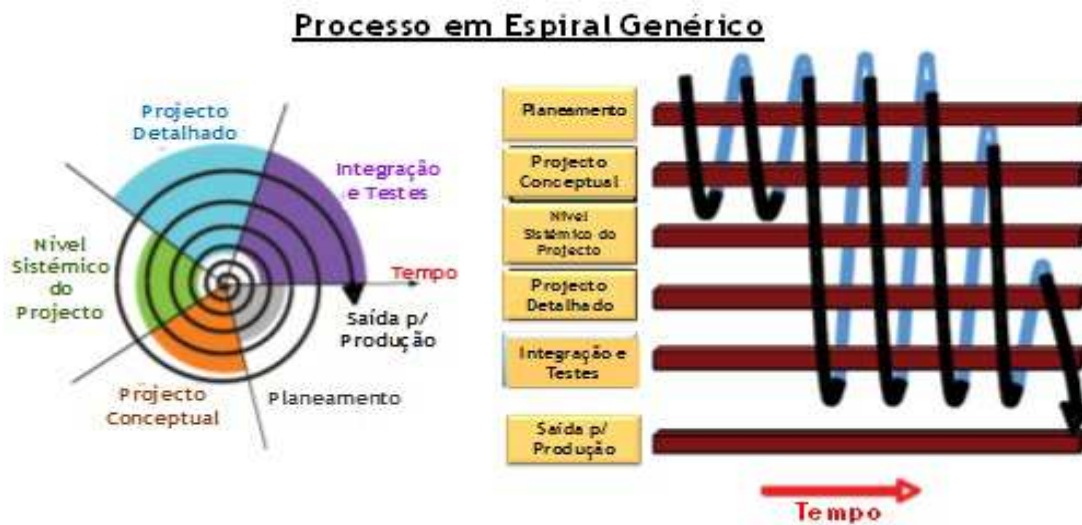 Processo em Espiral Genérico
Projecto
Detalhado
Integração
e Testes
Nível
Sistémico
do
Projecto
Tempo
Saída p/
Produção
Projecto
Conceptual
Planeamento
Planeamento
Projecto
Conceptual
Nível
Sistémico do
Projecto
Projecto
Detalhado
Integração e
Testes
Saída p/
Produção
Tempo